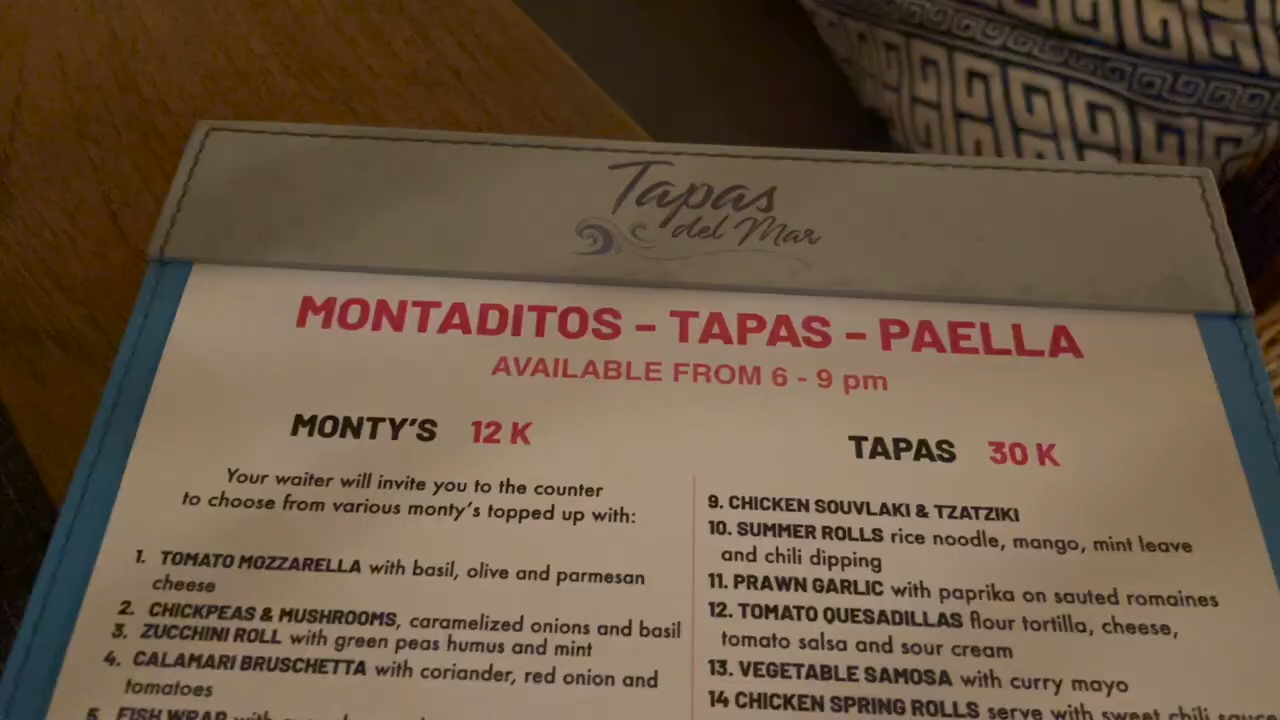 Tapas
del Mar
MONTADITOS - TAPAS - PAELLA
AVAILABLE FROM 6 - 9 pm
MONTY'S 12 K
Your waiter will invite you to the counter
to choose from various monty's topped up with:
1. TOMATO MOZZARELLA with basil, olive and parmesan
cheese
2. CHICKPEAS & MUSHROOMS, caramelized onions and basil
3. ZUCCHINI ROLL with green peas humus and mint
4. CALAMARI BRUSCHETTA with coriander, red onion and
tomatoes
5. FISH WRAP with
TAPAS 30 K
9. CHICKEN SOUVLAKI & TZATZIKI
10. SUMMER ROLLS rice noodle, mango, mint leave
and chili dipping
11. PRAWN GARLIC with paprika on sauted romaines
12. TOMATO QUESADILLAS flour tortilla, cheese,
tomato salsa and sour cream
13. VEGETABLE SAMOSA with curry mayo
14 CHICKEN SPRING ROLLS serve with sweet chili sauce